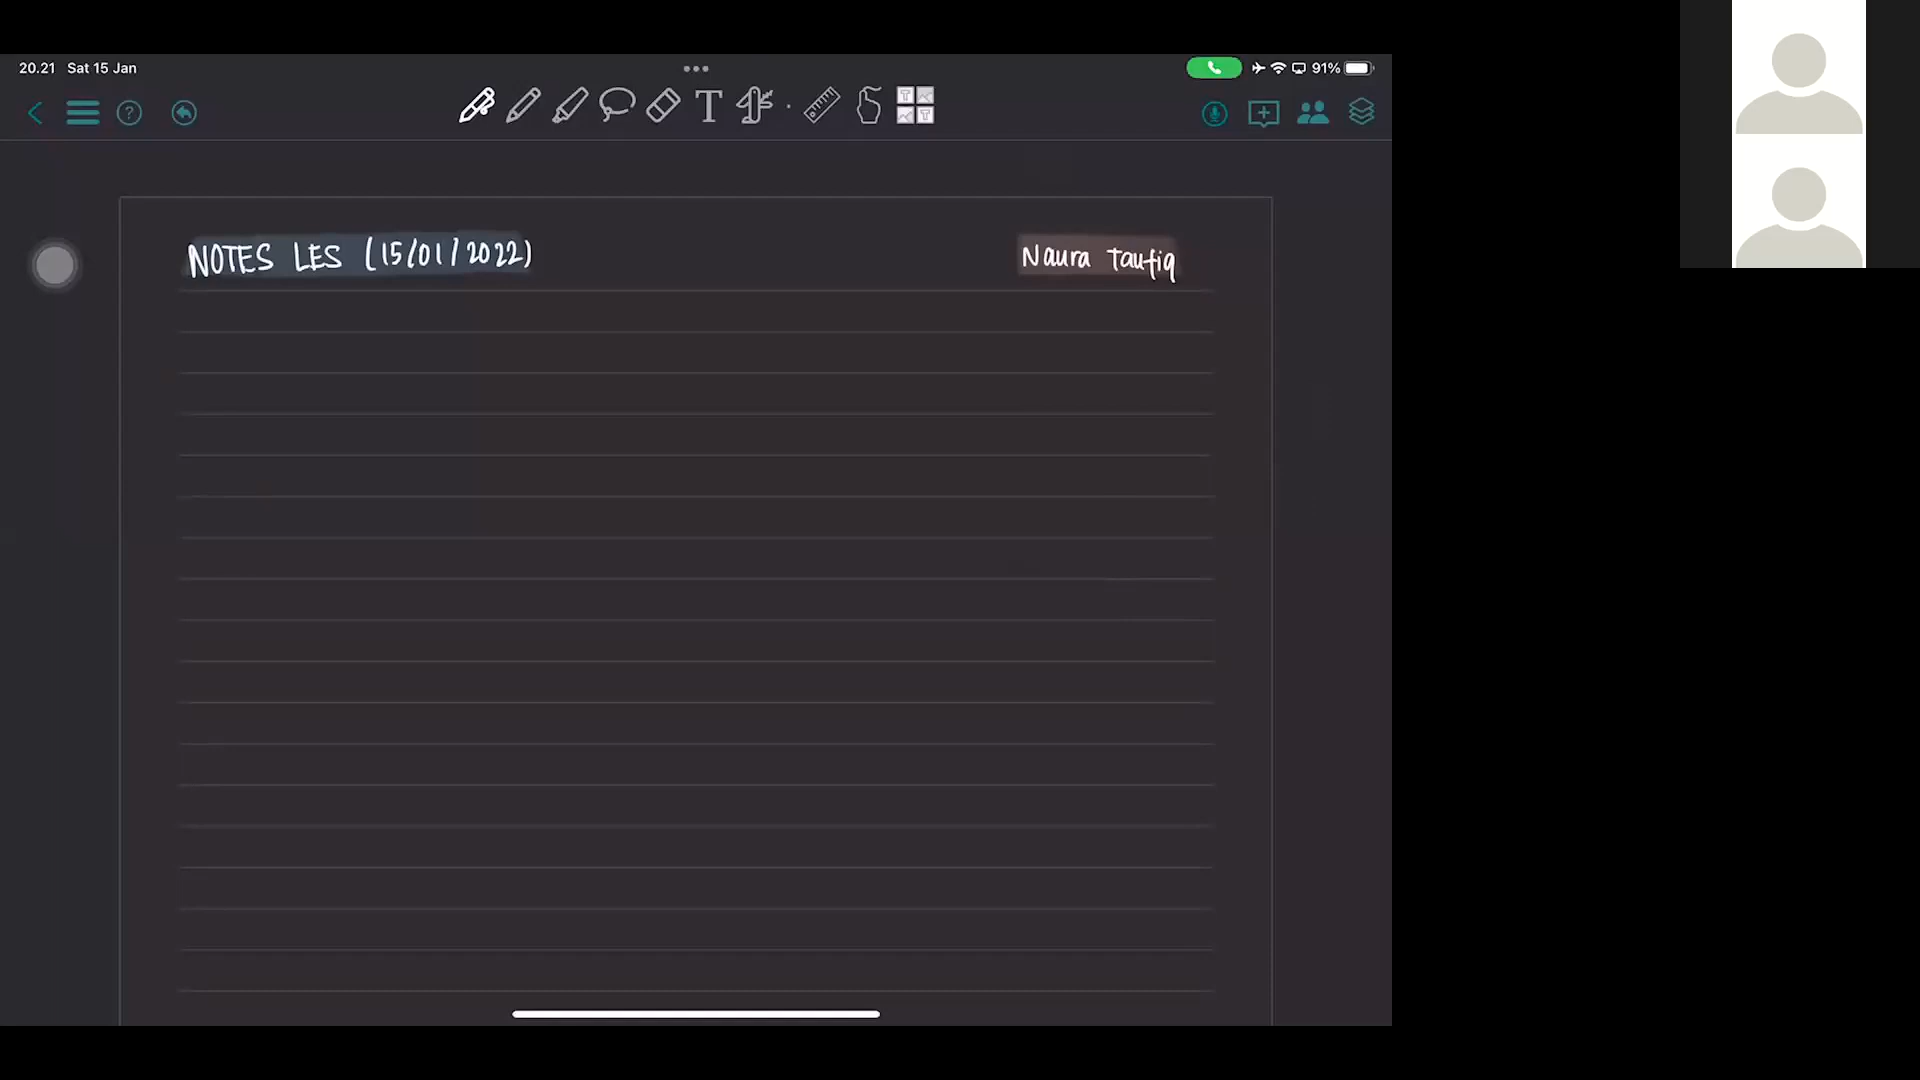 20.21 Sat 15 Jan 91%
NOTES LES (15/01/2022) Naura Taufiq